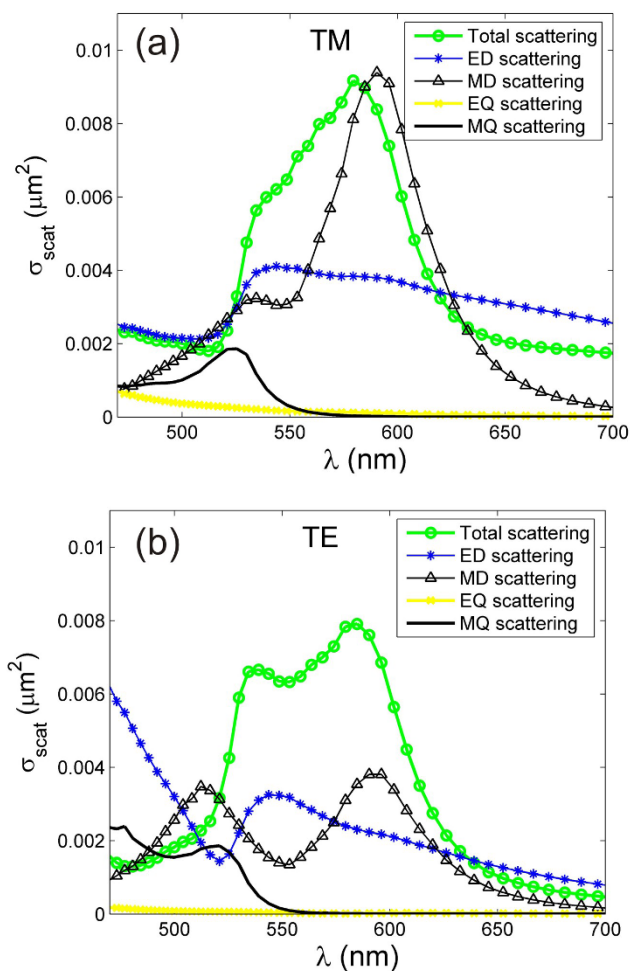 (a)
TM
Total scattering
ED scattering
MD scattering
EQ scattering
MQ scattering
0.01
0.008
0.006
0.004
0.002
0
σscat (μm²)
500
550
600
650
700
λ (nm)
(b)
TE
Total scattering
ED scattering
MD scattering
EQ scattering
MQ scattering
0.01
0.008
0.006
0.004
0.002
0
σscat (μm²)
500
550
600
650
700
λ (nm)